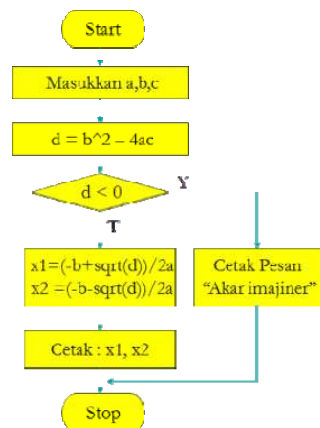 Start
Masukkan a,b,c
d = b^2 – 4ac
d < 0
Y
T
x1=(-b+sqrt(d))/2a
x2 =(-b-sqrt(d))/2a
Cetak Pesan
“Akar imajiner”
Cetak : x1, x2
Stop